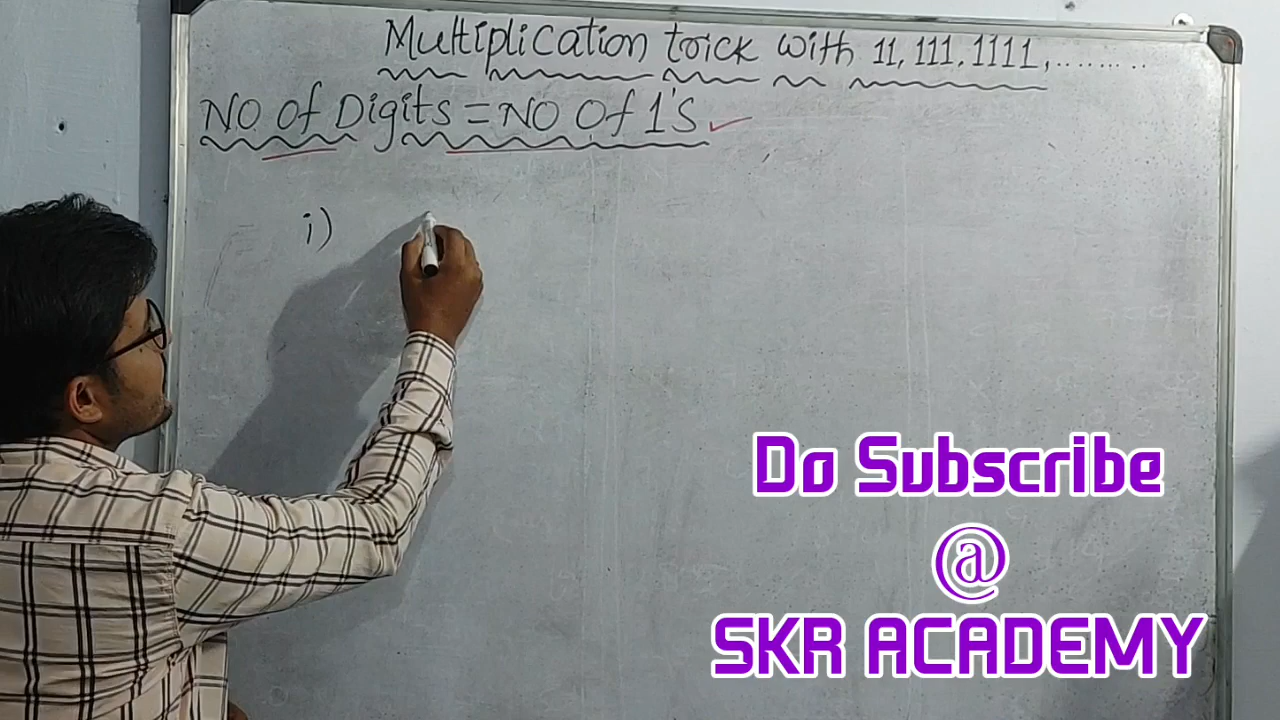 Multiplication trick with 11, 111, 1111, ........
NO Of Digits = NO Of 1's
i)
Do Subscribe
@
SKR ACADEMY